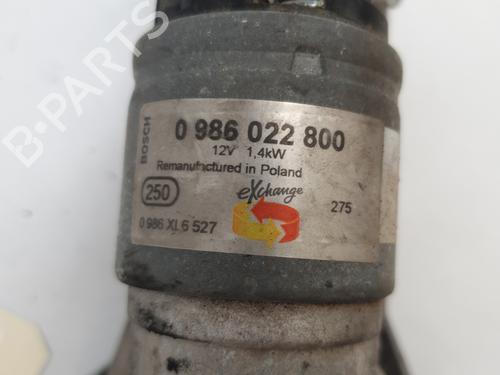 B-PARTS
BOSCH
0 986 022 800
12V 1,4kW
Remanufactured in Poland
250
eXchange
275
0 986 XL6 527